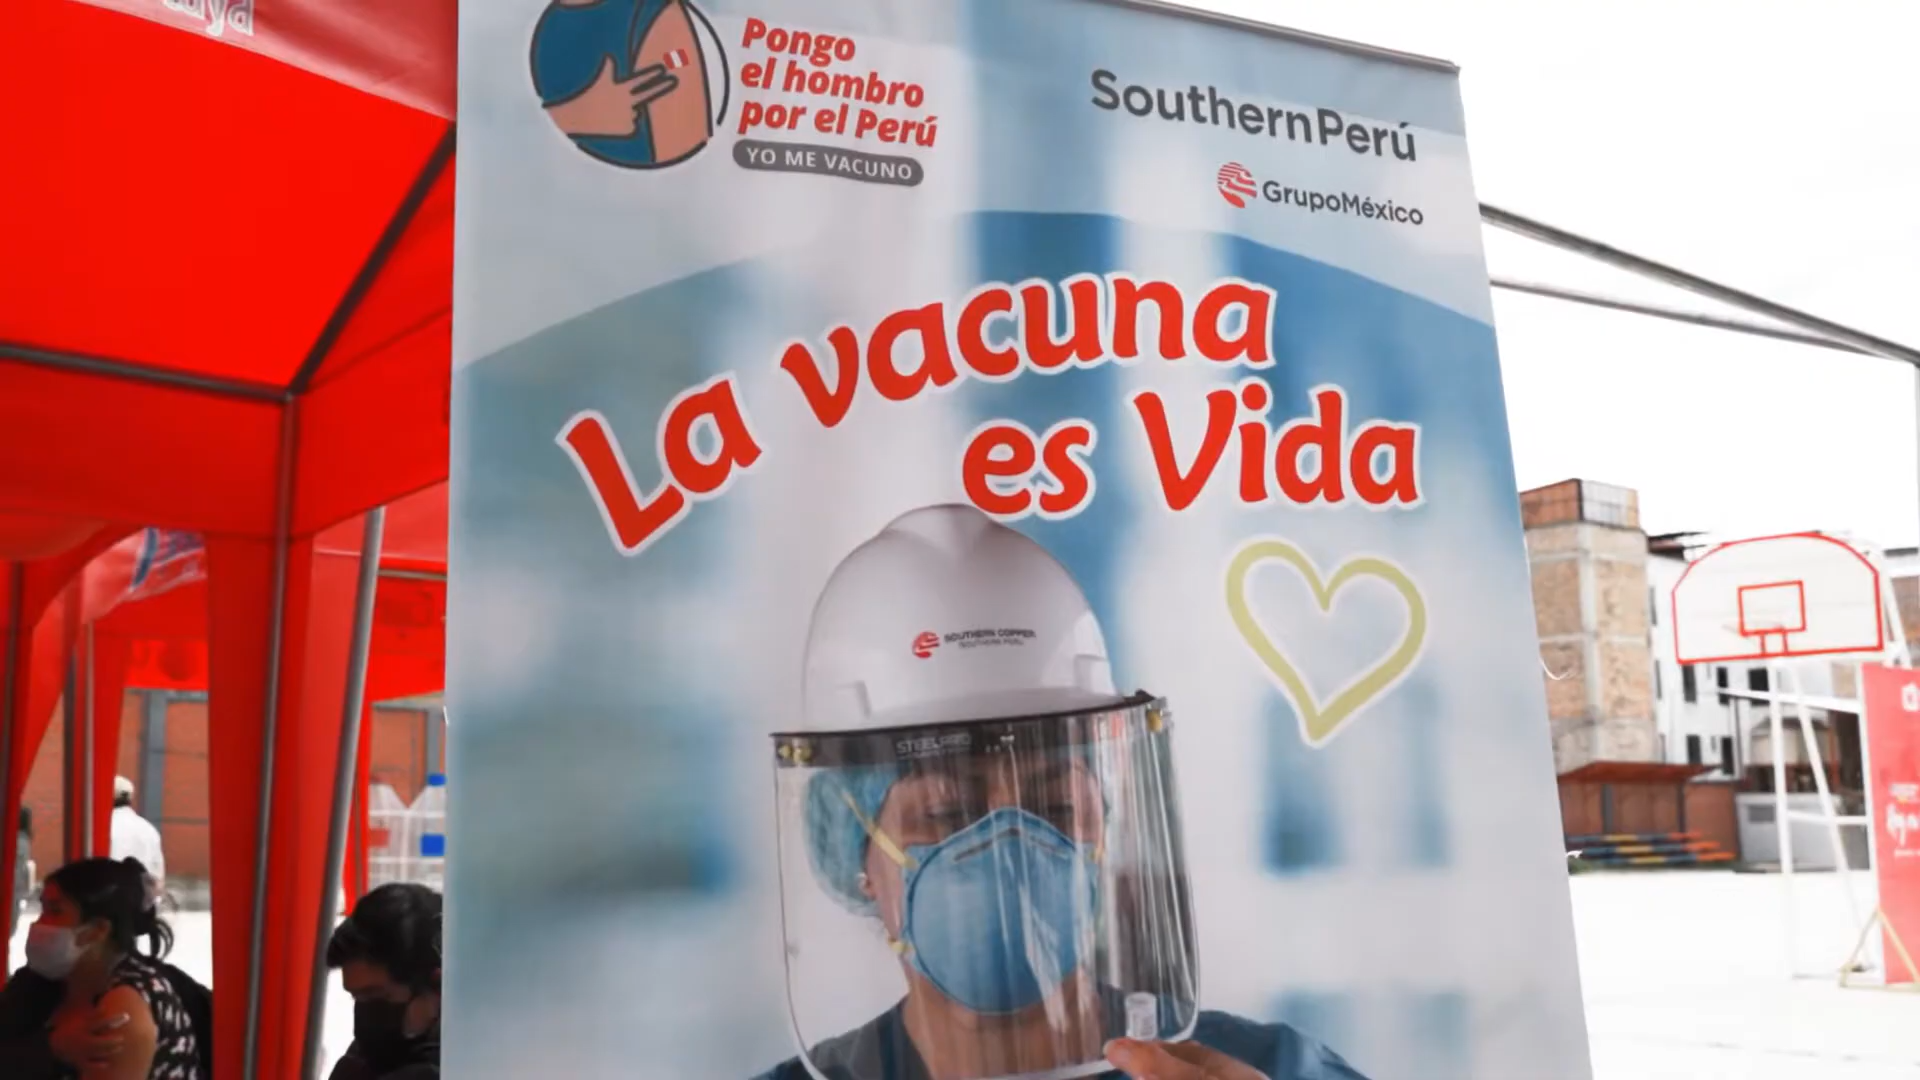 Pongo
el hombro
por el Perú
YO ME VACUNO
SouthernPerú
GrupoMéxico
La vacuna
es Vida
SOUTHERN COPPER
SOUTHERN PERU
STEELPRO